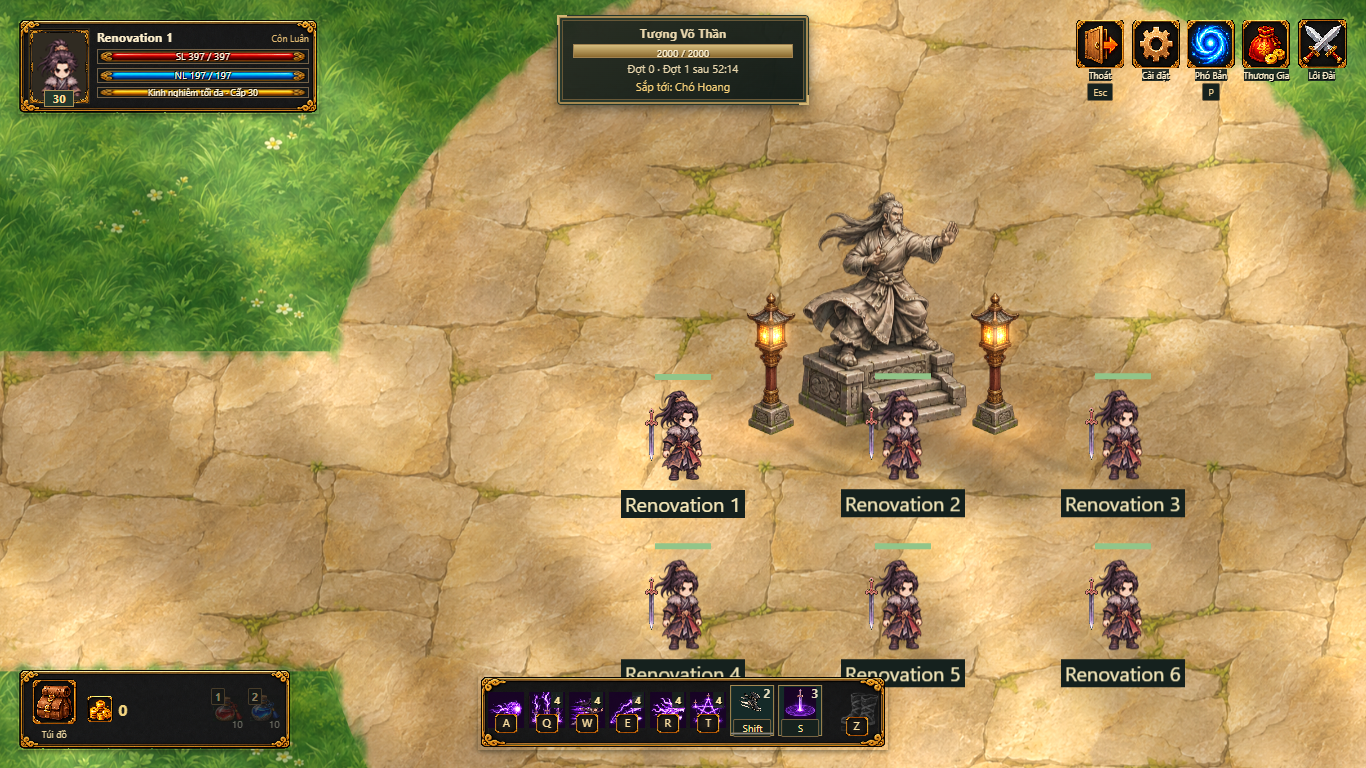 Renovation 1
Côn Luân
SL 397 / 397
NL 197 / 197
Kinh nghiệm tối đa - Cấp 30
30
Tượng Võ Thần
2000 / 2000
Đợt 0 · Đợt 1 sau 52:14
Sắp tới: Chó Hoang
Thoát
Cài đặt
Phó Bản
Thương Gia
Lôi Đài
Esc
P
Renovation 1
Renovation 2
Renovation 3
Renovation 4
Renovation 5
Renovation 6
Túi đồ
0
1
10
2
10
A
4
Q
4
W
4
E
4
R
4
T
2
Shift
3
S
Z